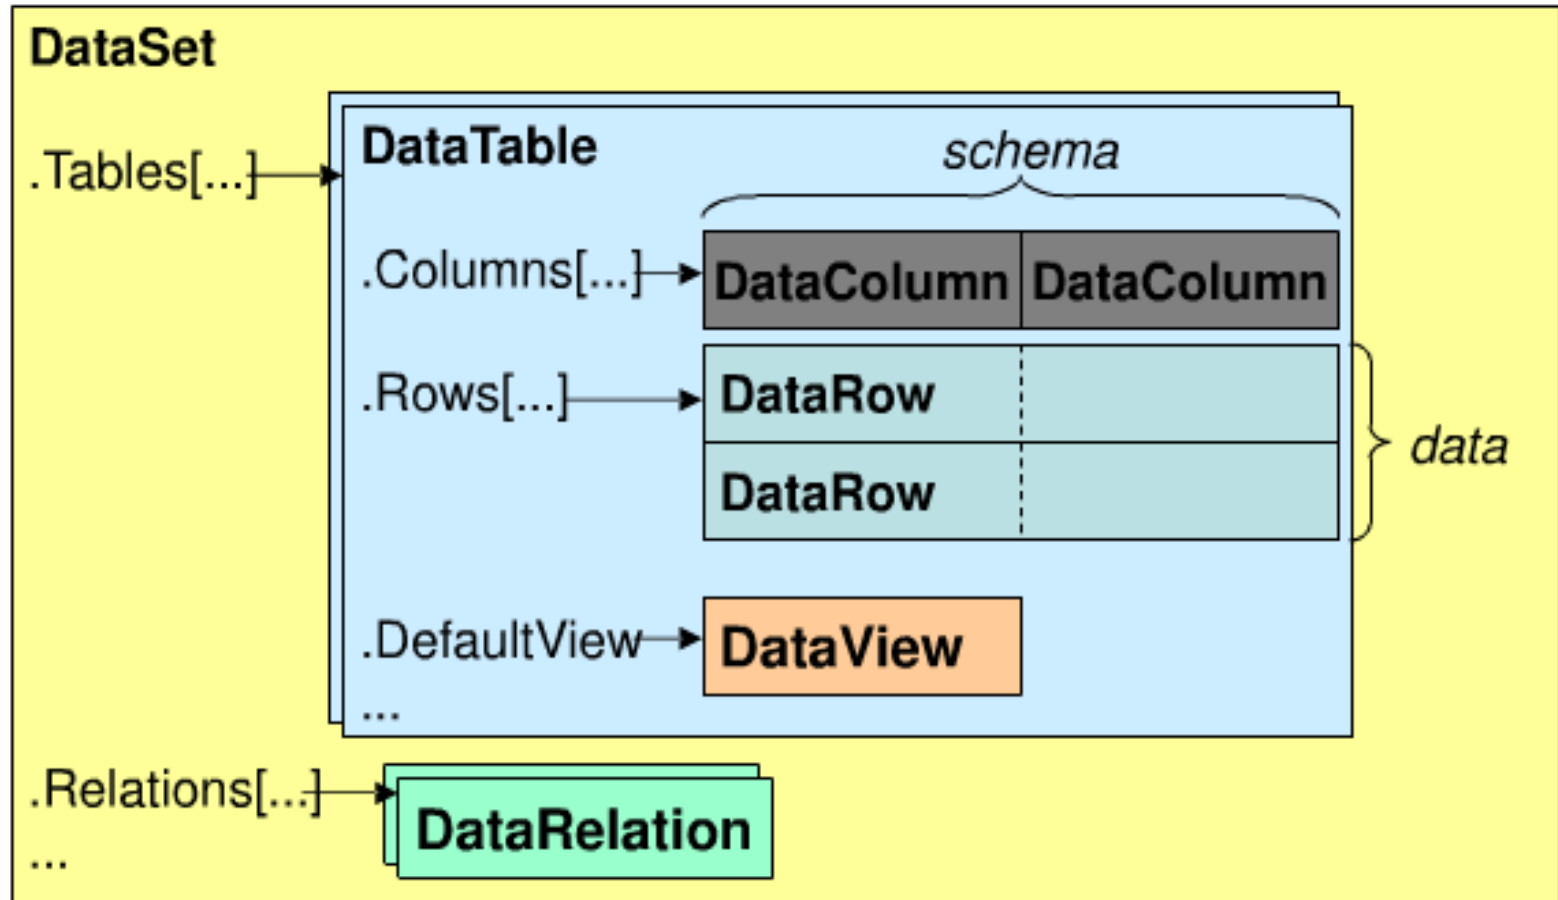 DataSet
.Tables[...]
DataTable
schema
.Columns[...]
DataColumn DataColumn
.Rows[...]
DataRow
DataRow
data
.DefaultView
DataView
...
.Relations[...]
DataRelation
...